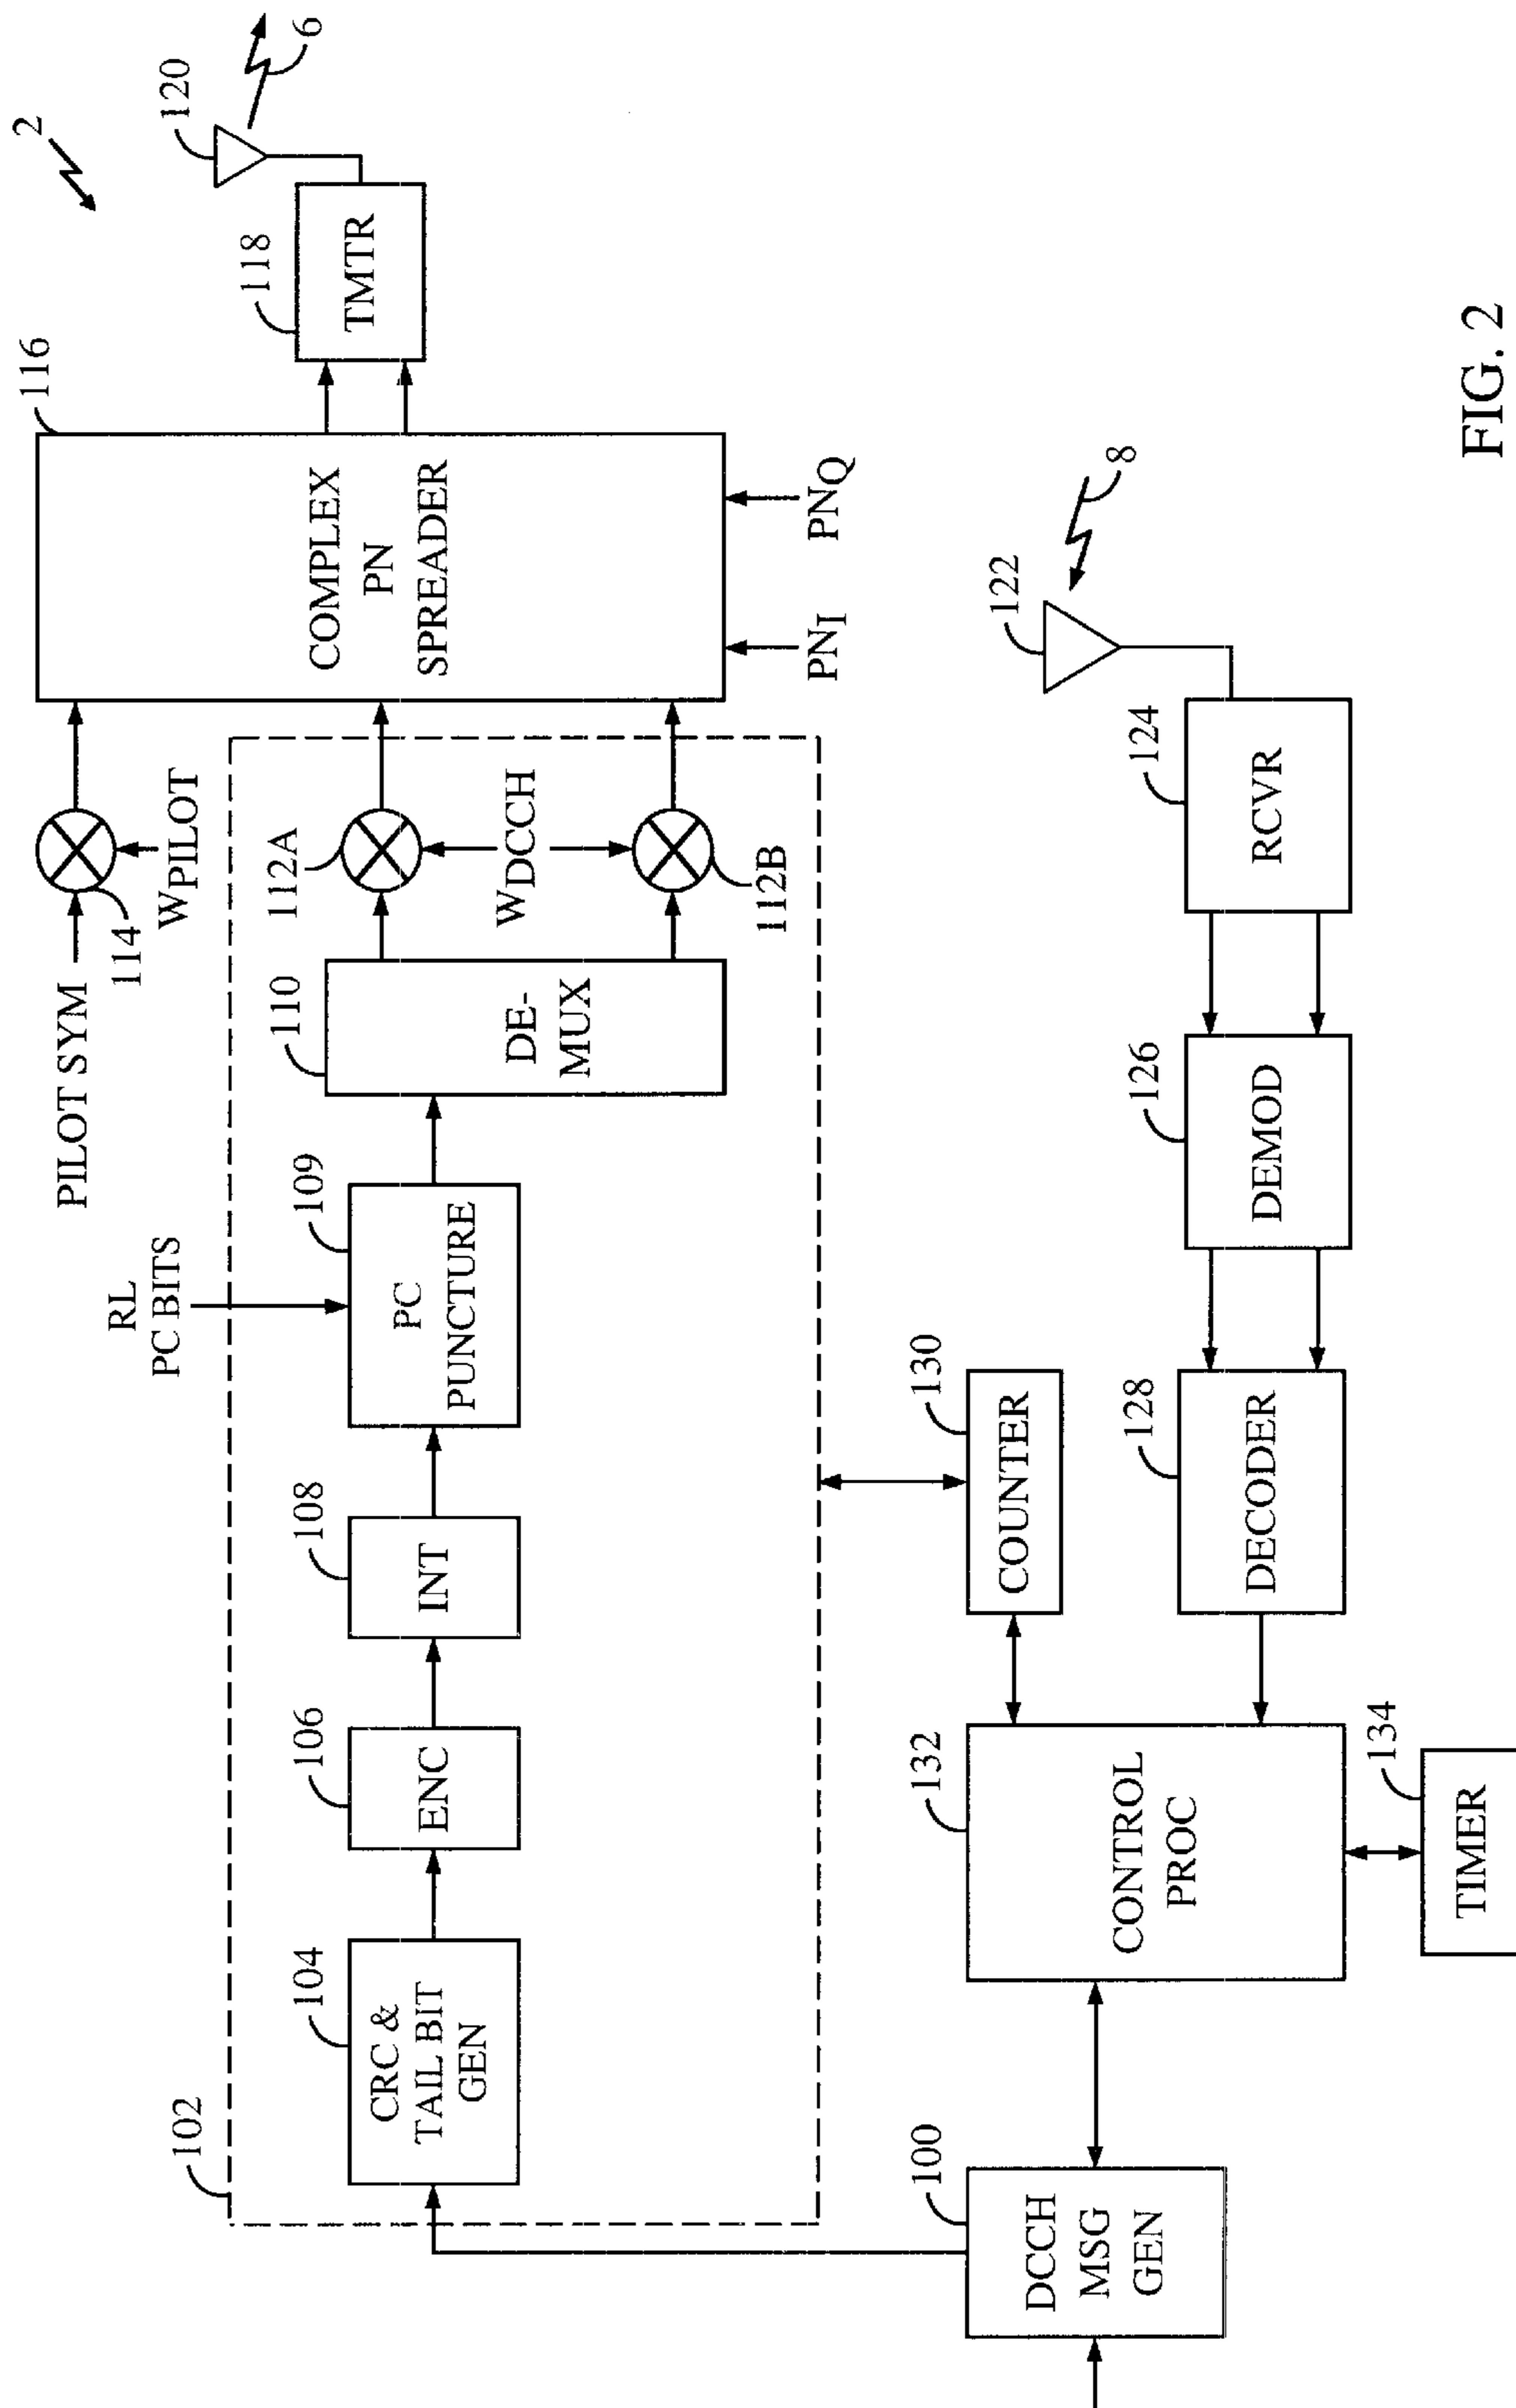 2
120
6
116
118
TMTR
PILOT SYM
114
WPILOT
COMPLEX
PN
SPREADER
PNI
PNQ
102
RL
PC BITS
104
CRC &
TAIL BIT
GEN
106
ENC
108
INT
109
PC
PUNCTURE
110
DE-
MUX
112A
WDCCH
112B
100
DCCH
MSG
GEN
132
CONTROL
PROC
130
COUNTER
128
DECODER
126
DEMOD
124
RCVR
122
8
134
TIMER
FIG. 2